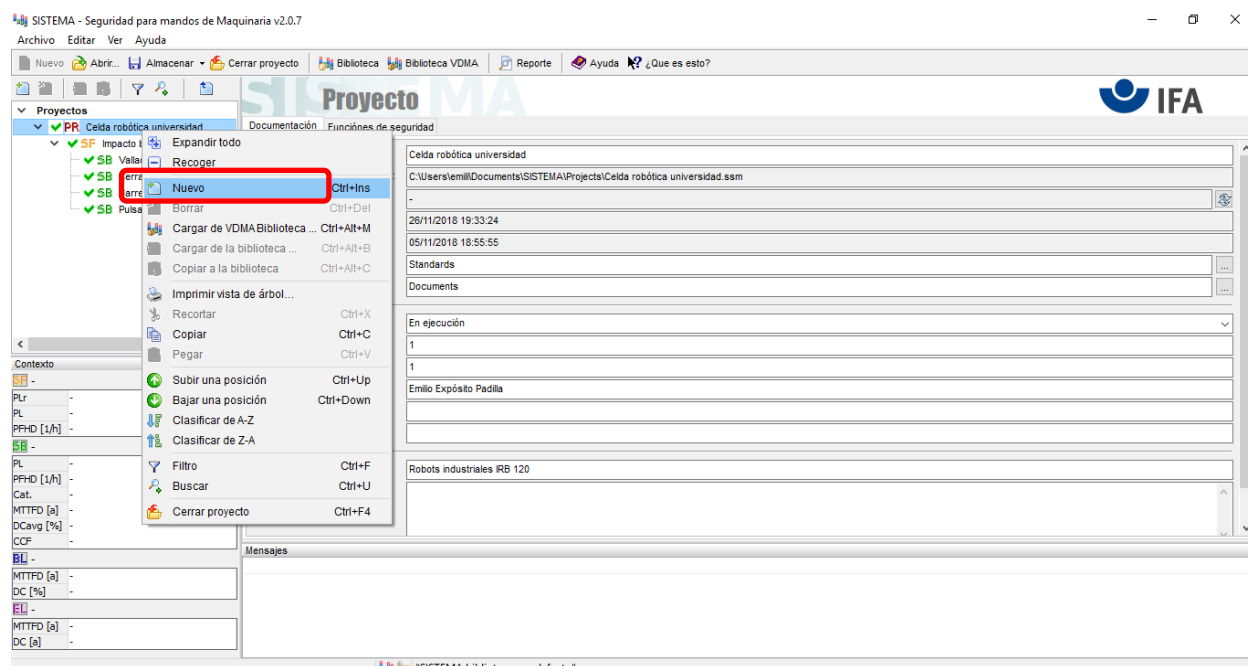 SISTEMA - Seguridad para mandos de Maquinaria v2.0.7
Archivo Editar Ver Ayuda
Nuevo Abrir... Almacenar Cerrar proyecto Biblioteca Biblioteca VDMA Reporte Ayuda ¿Que es esto?
SISTEMA
Proyecto
IFA
Proyectos
PR Celda robótica universidad
SF Impacto
SB
SB
SB
SB Pulsa
Documentación Funciónes de seguridad
Expandir todo
Recoger
Nuevo Ctrl+Ins
Borrar Ctrl+Del
Cargar de VDMA Biblioteca ... Ctrl+Alt+M
Cargar de la biblioteca ... Ctrl+Alt+B
Copiar a la biblioteca Ctrl+Alt+C
Imprimir vista de árbol...
Recortar Ctrl+X
Copiar Ctrl+C
Pegar Ctrl+V
Subir una posición Ctrl+Up
Bajar una posición Ctrl+Down
Clasificar de A-Z
Clasificar de Z-A
Filtro Ctrl+F
Buscar Ctrl+U
Cerrar proyecto Ctrl+F4
Celda robótica universidad
C:\Users\emili\Documents\SISTEMA\Projects\Celda robótica universidad.ssm
-
26/11/2018 19:33:24
05/11/2018 18:55:55
Standards ...
Documents ...
En ejecución
1
1
Emilio Expósito Padilla
Robots industriales IRB 120
Contexto
SF -
PLr -
PL -
PFHD [1/h] -
SB -
PL -
PFHD [1/h] -
Cat. -
MTTFD [a] -
DCavg [%] -
CCF -
BL -
MTTFD [a] -
DC [%] -
EL -
MTTFD [a] -
DC [a] -
Mensajes